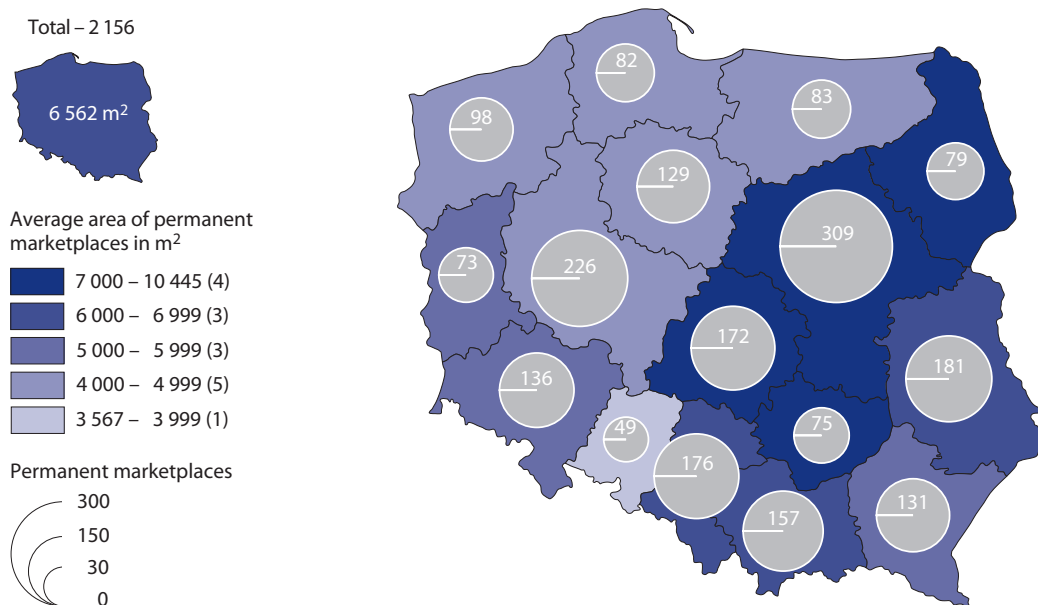 Total – 2 156
6 562 m²
Average area of permanent
marketplaces in m²
7 000 – 10 445 (4)
6 000 – 6 999 (3)
5 000 – 5 999 (3)
4 000 – 4 999 (5)
3 567 – 3 999 (1)
Permanent marketplaces
300
150
30
0
82
98
83
129
79
309
73
226
172
136
181
49
75
176
131
157